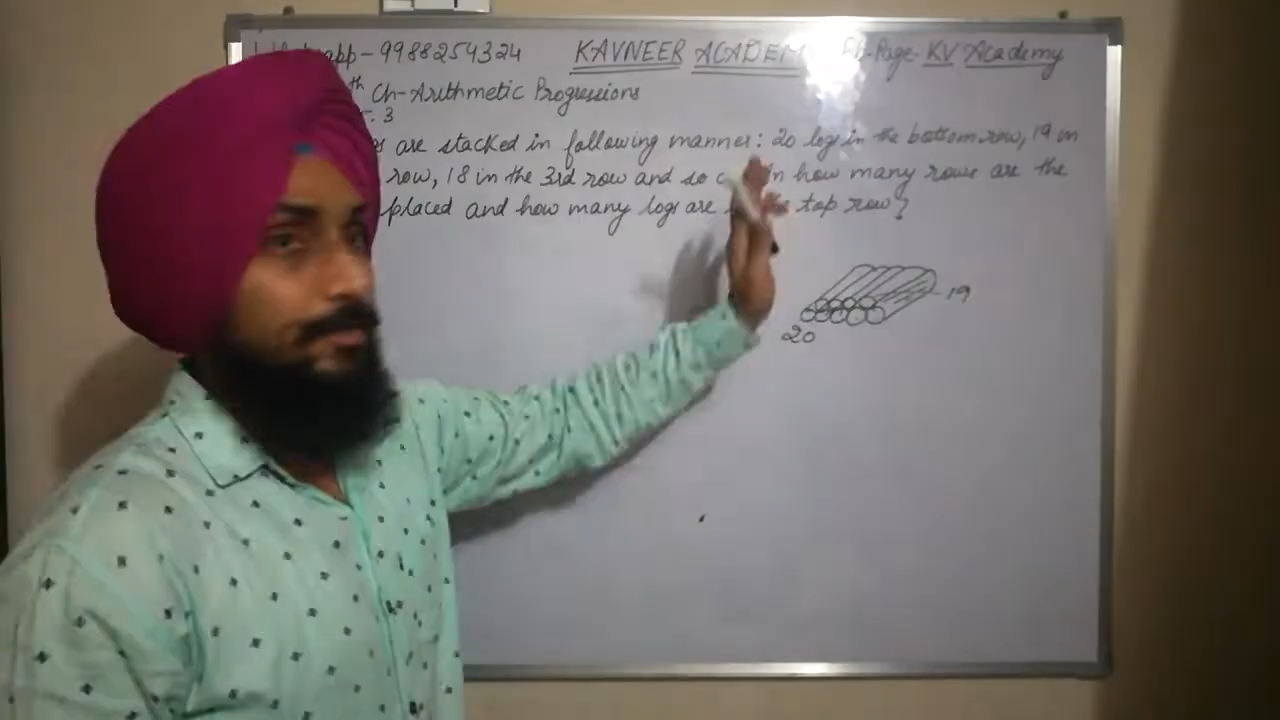 app-9988254324 KAVNEER ACADEM Page- KV Academy
th Ch-Arithmetic Progressions
3
are stacked in following manner: 20 logs in the bottom row, 19 in
row, 18 in the 3rd row and so In how many rows are the
placed and how many logs are the top row?
19
20